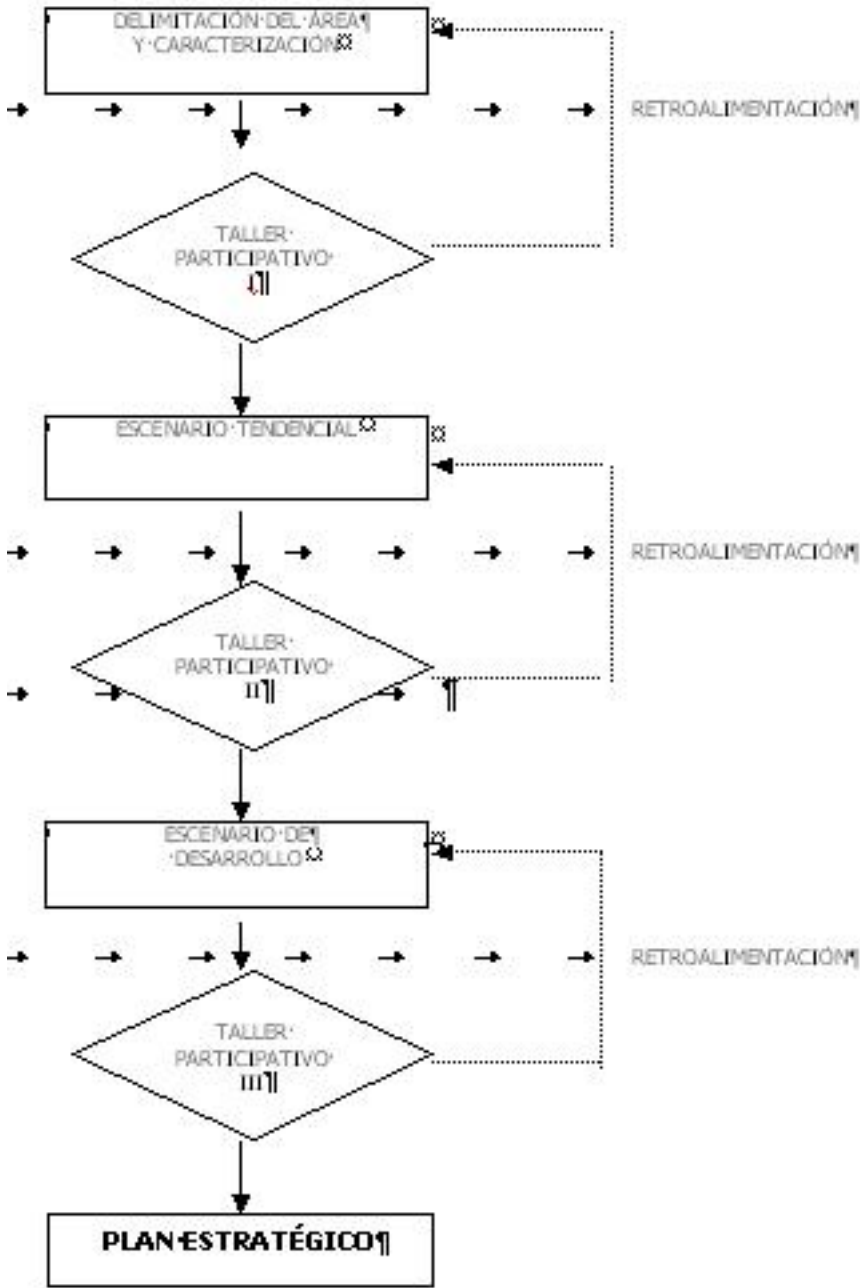 DELIMITACIÓN·DEL·ÁREA¶
Y·CARACTERIZACIÓN¤
¤
RETROALIMENTACIÓN¶
TALLER·
PARTICIPATIVO·
I¶
ESCENARIO·TENDENCIAL¤
¤
RETROALIMENTACIÓN¶
TALLER·
PARTICIPATIVO·
II¶
¶
ESCENARIO·DE¶
·DESARROLLO¤
¤
RETROALIMENTACIÓN¶
TALLER·
PARTICIPATIVO·
III¶
PLAN·ESTRATÉGICO¶